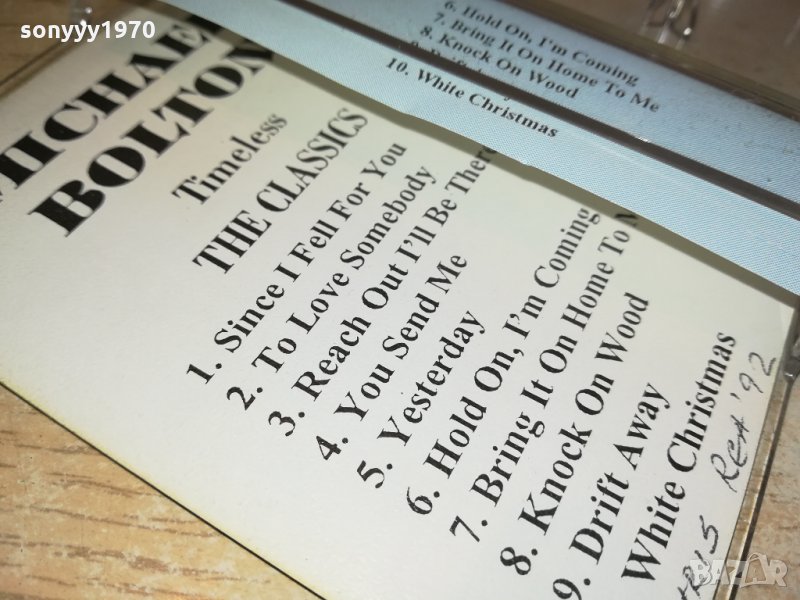 sonyyy1970
6. Hold On, I'm Coming
7. Bring It On Home To Me
8. Knock On Wood
10. White Christmas
BOLTON
Timeless
THE CLASSICS
1. Since I Fell For You
2. To Love Somebody
3. Reach Out I'll Be There
4. You Send Me
5. Yesterday
6. Hold On, I'm Coming
7. Bring It On Home To M
8. Knock On Wood
9. Drift Away
White Christmas
'92
BAZAR